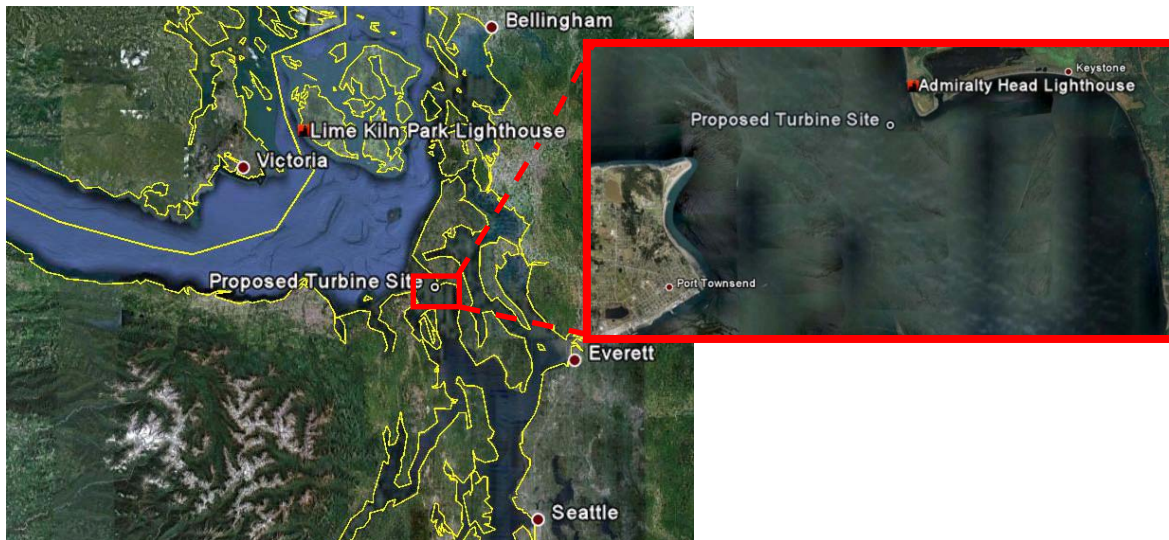 Bellingham
Lime Kiln Park Lighthouse
Victoria
Proposed Turbine Site
Everett
Seattle
Keystone
Admiralty Head Lighthouse
Proposed Turbine Site
Port Townsend